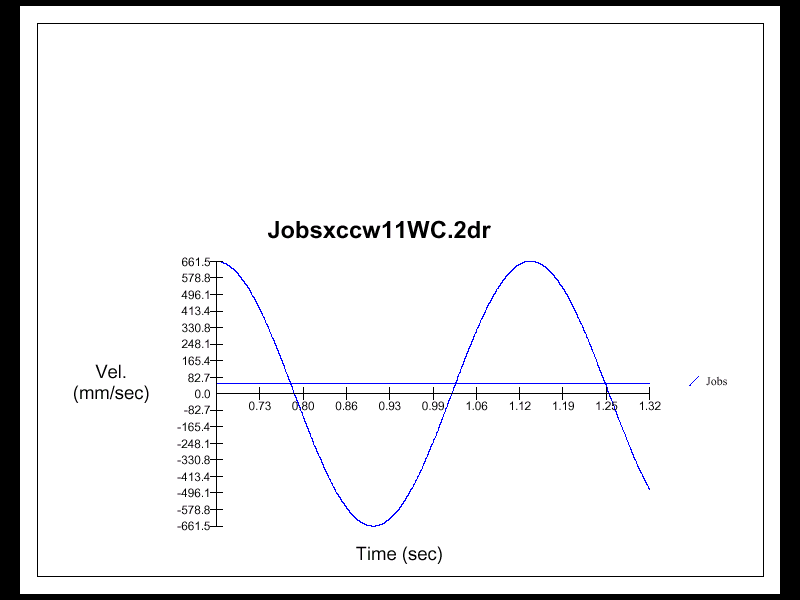 Jobsxccw11WC.2dr
661.5
578.8
496.1
413.4
330.8
248.1
165.4
82.7
0.0
-82.7
-165.4
-248.1
-330.8
-413.4
-496.1
-578.8
-661.5
Vel.
(mm/sec)
0.73 0.80 0.86 0.93 0.99 1.06 1.12 1.19 1.25 1.32
Jobs
Time (sec)